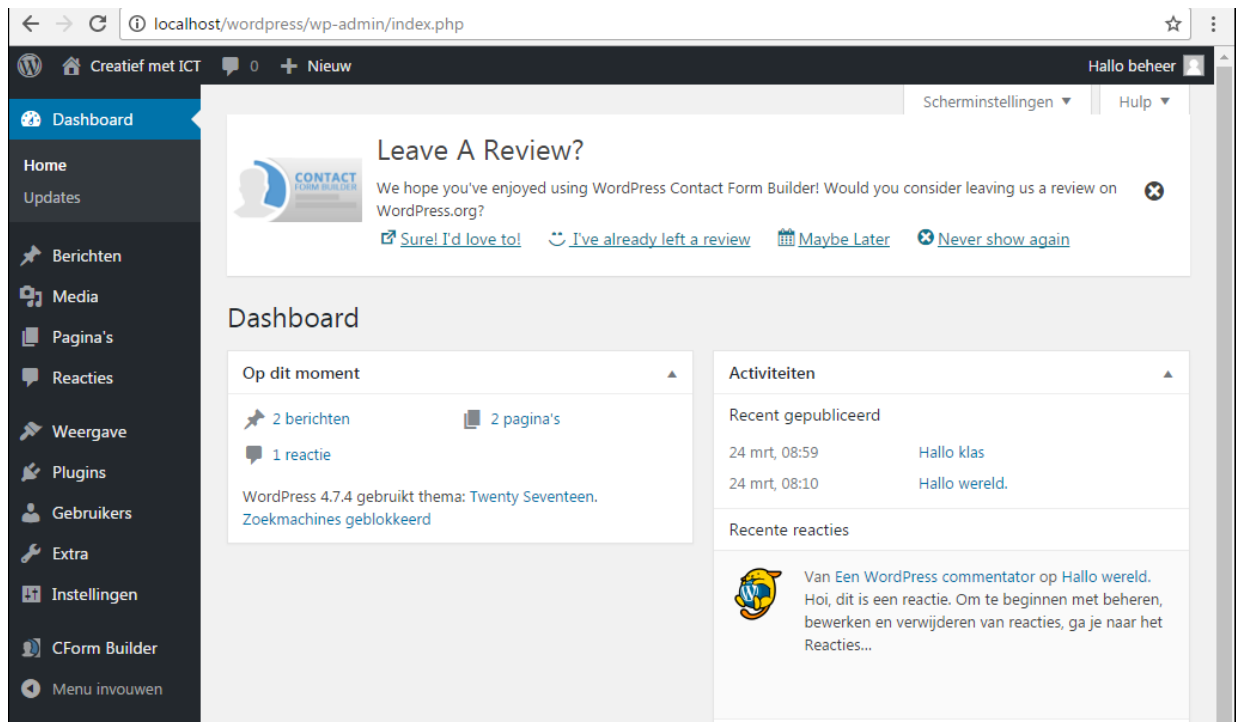 localhost/wordpress/wp-admin/index.php
Creatief met ICT 0 + Nieuw Hallo beheer
Scherminstellingen ▼ Hulp ▼
Dashboard
Home
Updates
Berichten
Media
Pagina's
Reacties
Weergave
Plugins
Gebruikers
Extra
Instellingen
CForm Builder
Menu invouwen
CONTACT
FORM BUILDER
Leave A Review?
We hope you've enjoyed using WordPress Contact Form Builder! Would you consider leaving us a review on
WordPress.org?
Sure! I'd love to! I've already left a review Maybe Later Never show again
Dashboard
Op dit moment
2 berichten 2 pagina's
1 reactie
WordPress 4.7.4 gebruikt thema: Twenty Seventeen.
Zoekmachines geblokkeerd
Activiteiten
Recent gepubliceerd
24 mrt, 08:59 Hallo klas
24 mrt, 08:10 Hallo wereld.
Recente reacties
Van Een WordPress commentator op Hallo wereld.
Hoi, dit is een reactie. Om te beginnen met beheren,
bewerken en verwijderen van reacties, ga je naar het
Reacties...